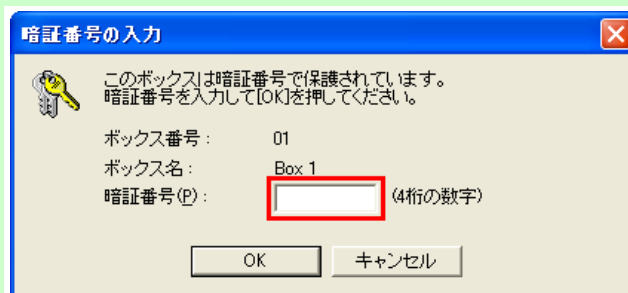 暗証番号の入力
このボックスは暗証番号で保護されています。
暗証番号を入力して[OK]を押してください。
ボックス番号： 01
ボックス名： Box 1
暗証番号(P)： (4桁の数字)
OK キャンセル